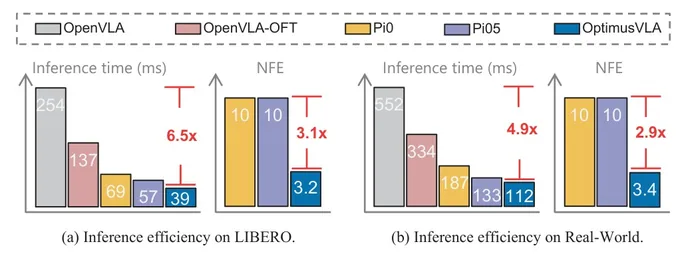 OpenVLA OpenVLA-OFT Pi0 Pi05 OptimusVLA
Inference time (ms)
254
137
69
57
39
6.5x
NFE
10
10
3.2
3.1x
Inference time (ms)
552
334
187
133
112
4.9x
NFE
10
10
3.4
2.9x
(a) Inference efficiency on LIBERO.
(b) Inference efficiency on Real-World.